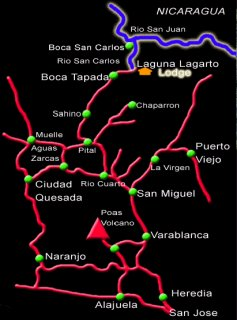 NICARAGUA
Rio San Juan
Boca San Carlos
Rio San Carlos
Laguna Lagarto
Lodge
Boca Tapada
Chaparron
Sahino
Muelle
Aguas
Zarcas
Pital
Puerto
Viejo
La Virgen
Ciudad
Quesada
Rio Cuarto
San Miguel
Poas
Volcano
Varablanca
Naranjo
Alajuela
Heredia
San Jose